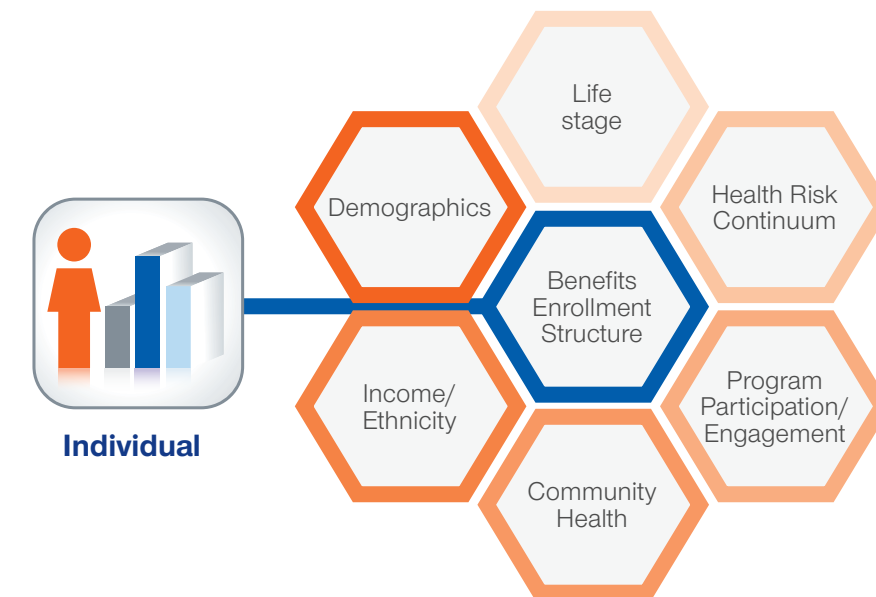 Life
stage
Demographics
Health Risk
Continuum
Benefits
Enrollment
Structure
Individual
Income/
Ethnicity
Program
Participation/
Engagement
Community
Health